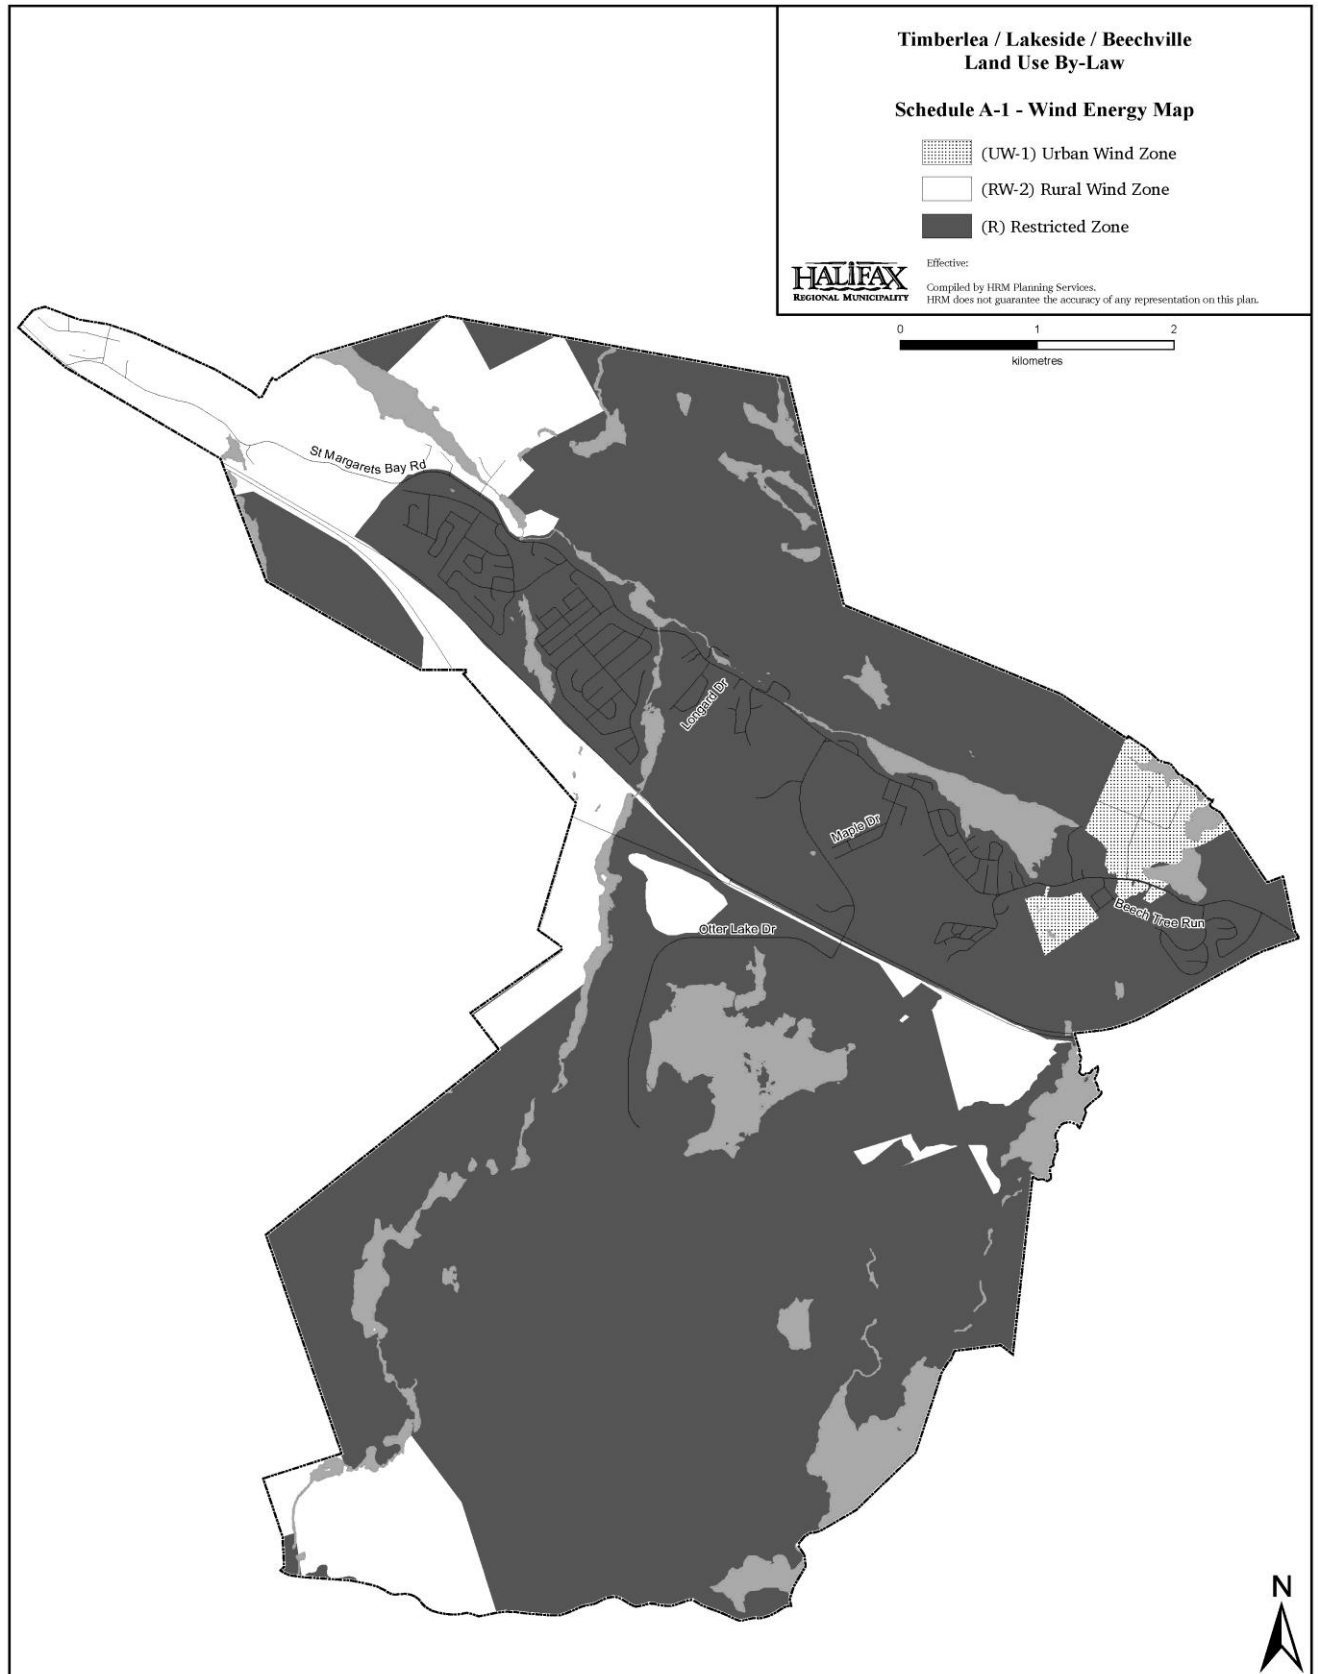 Timberlea / Lakeside / Beechville
Land Use By-Law
Schedule A-1 - Wind Energy Map
(UW-1) Urban Wind Zone
(RW-2) Rural Wind Zone
(R) Restricted Zone
HALIFAX
REGIONAL MUNICIPALITY
Effective:
Compiled by HRM Planning Services.
HRM does not guarantee the accuracy of any representation on this plan.
0 1 2
kilometres
St Margarets Bay Rd
Longard Dr
Maple Dr
Beech Tree Run
Otter Lake Dr
N